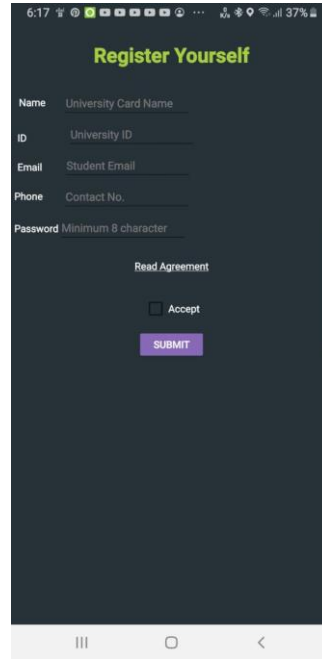 6:17 37%
Register Yourself
Name University Card Name
ID University ID
Email Student Email
Phone Contact No.
Password Minimum 8 character
Read Agreement
Accept
SUBMIT